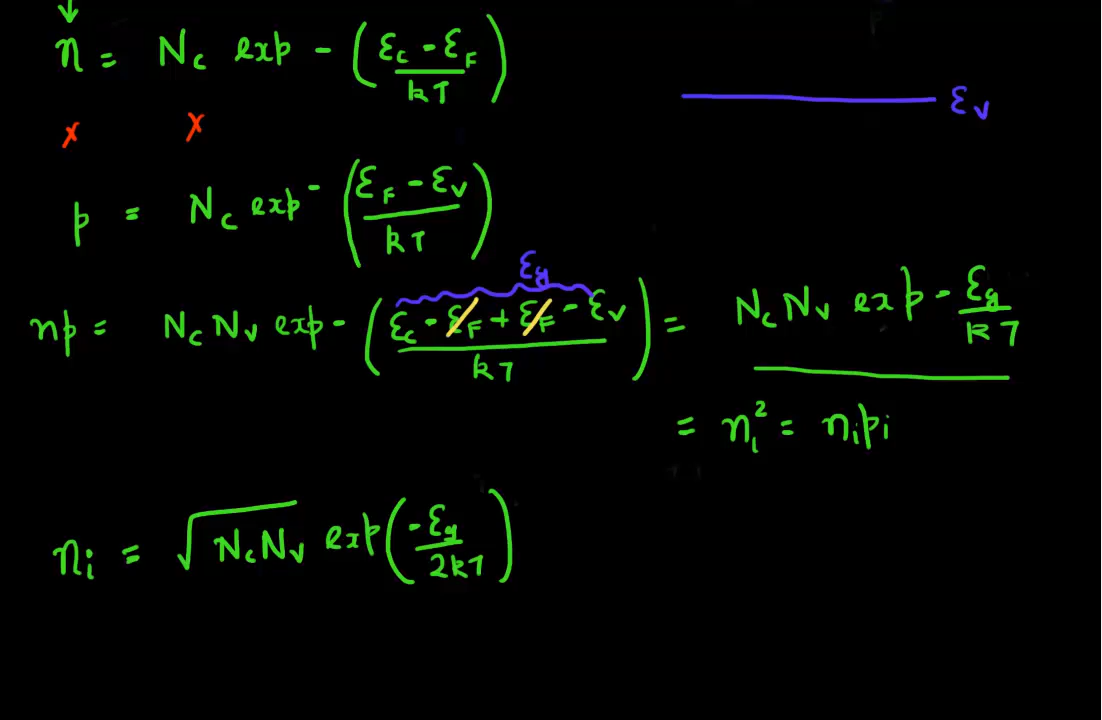 n = N_c exp - ( (ε_c - ε_F) / kT )
ε_v
x x
p = N_c exp - ( (ε_F - ε_v) / kT )
ε_g
np = N_c N_v exp - ( (ε_c - ε_F + ε_F - ε_v) / kT ) = N_c N_v exp - ε_g / kT
= n_i^2 = n_i p_i
n_i = √(N_c N_v) exp ( -ε_g / 2kT )